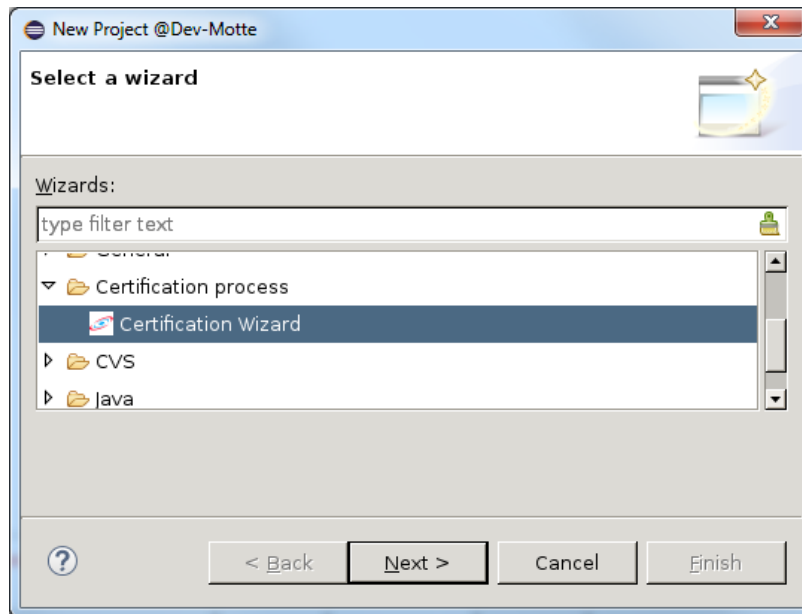 New Project @Dev-Motte
Select a wizard
Wizards:
type filter text
General
Certification process
Certification Wizard
CVS
Java
< Back
Next >
Cancel
Finish